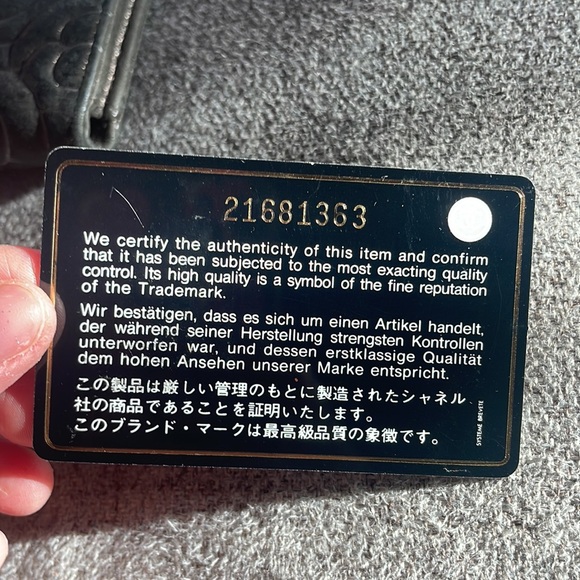 21681363
We certify the authenticity of this item and confirm
that it has been subjected to the most exacting quality
control. Its high quality is a symbol of the fine reputation
of the Trademark.
Wir bestätigen, dass es sich um einen Artikel handelt,
der während seiner Herstellung strengsten Kontrollen
unterworfen war, und dessen erstklassige Qualität
dem hohen Ansehen unserer Marke entspricht.
この製品は厳しい管理のもとに製造されたシャネル
社の商品であることを証明いたします。
このブランド・マークは最高級品質の象徴です。
SYSTEME BREVETE